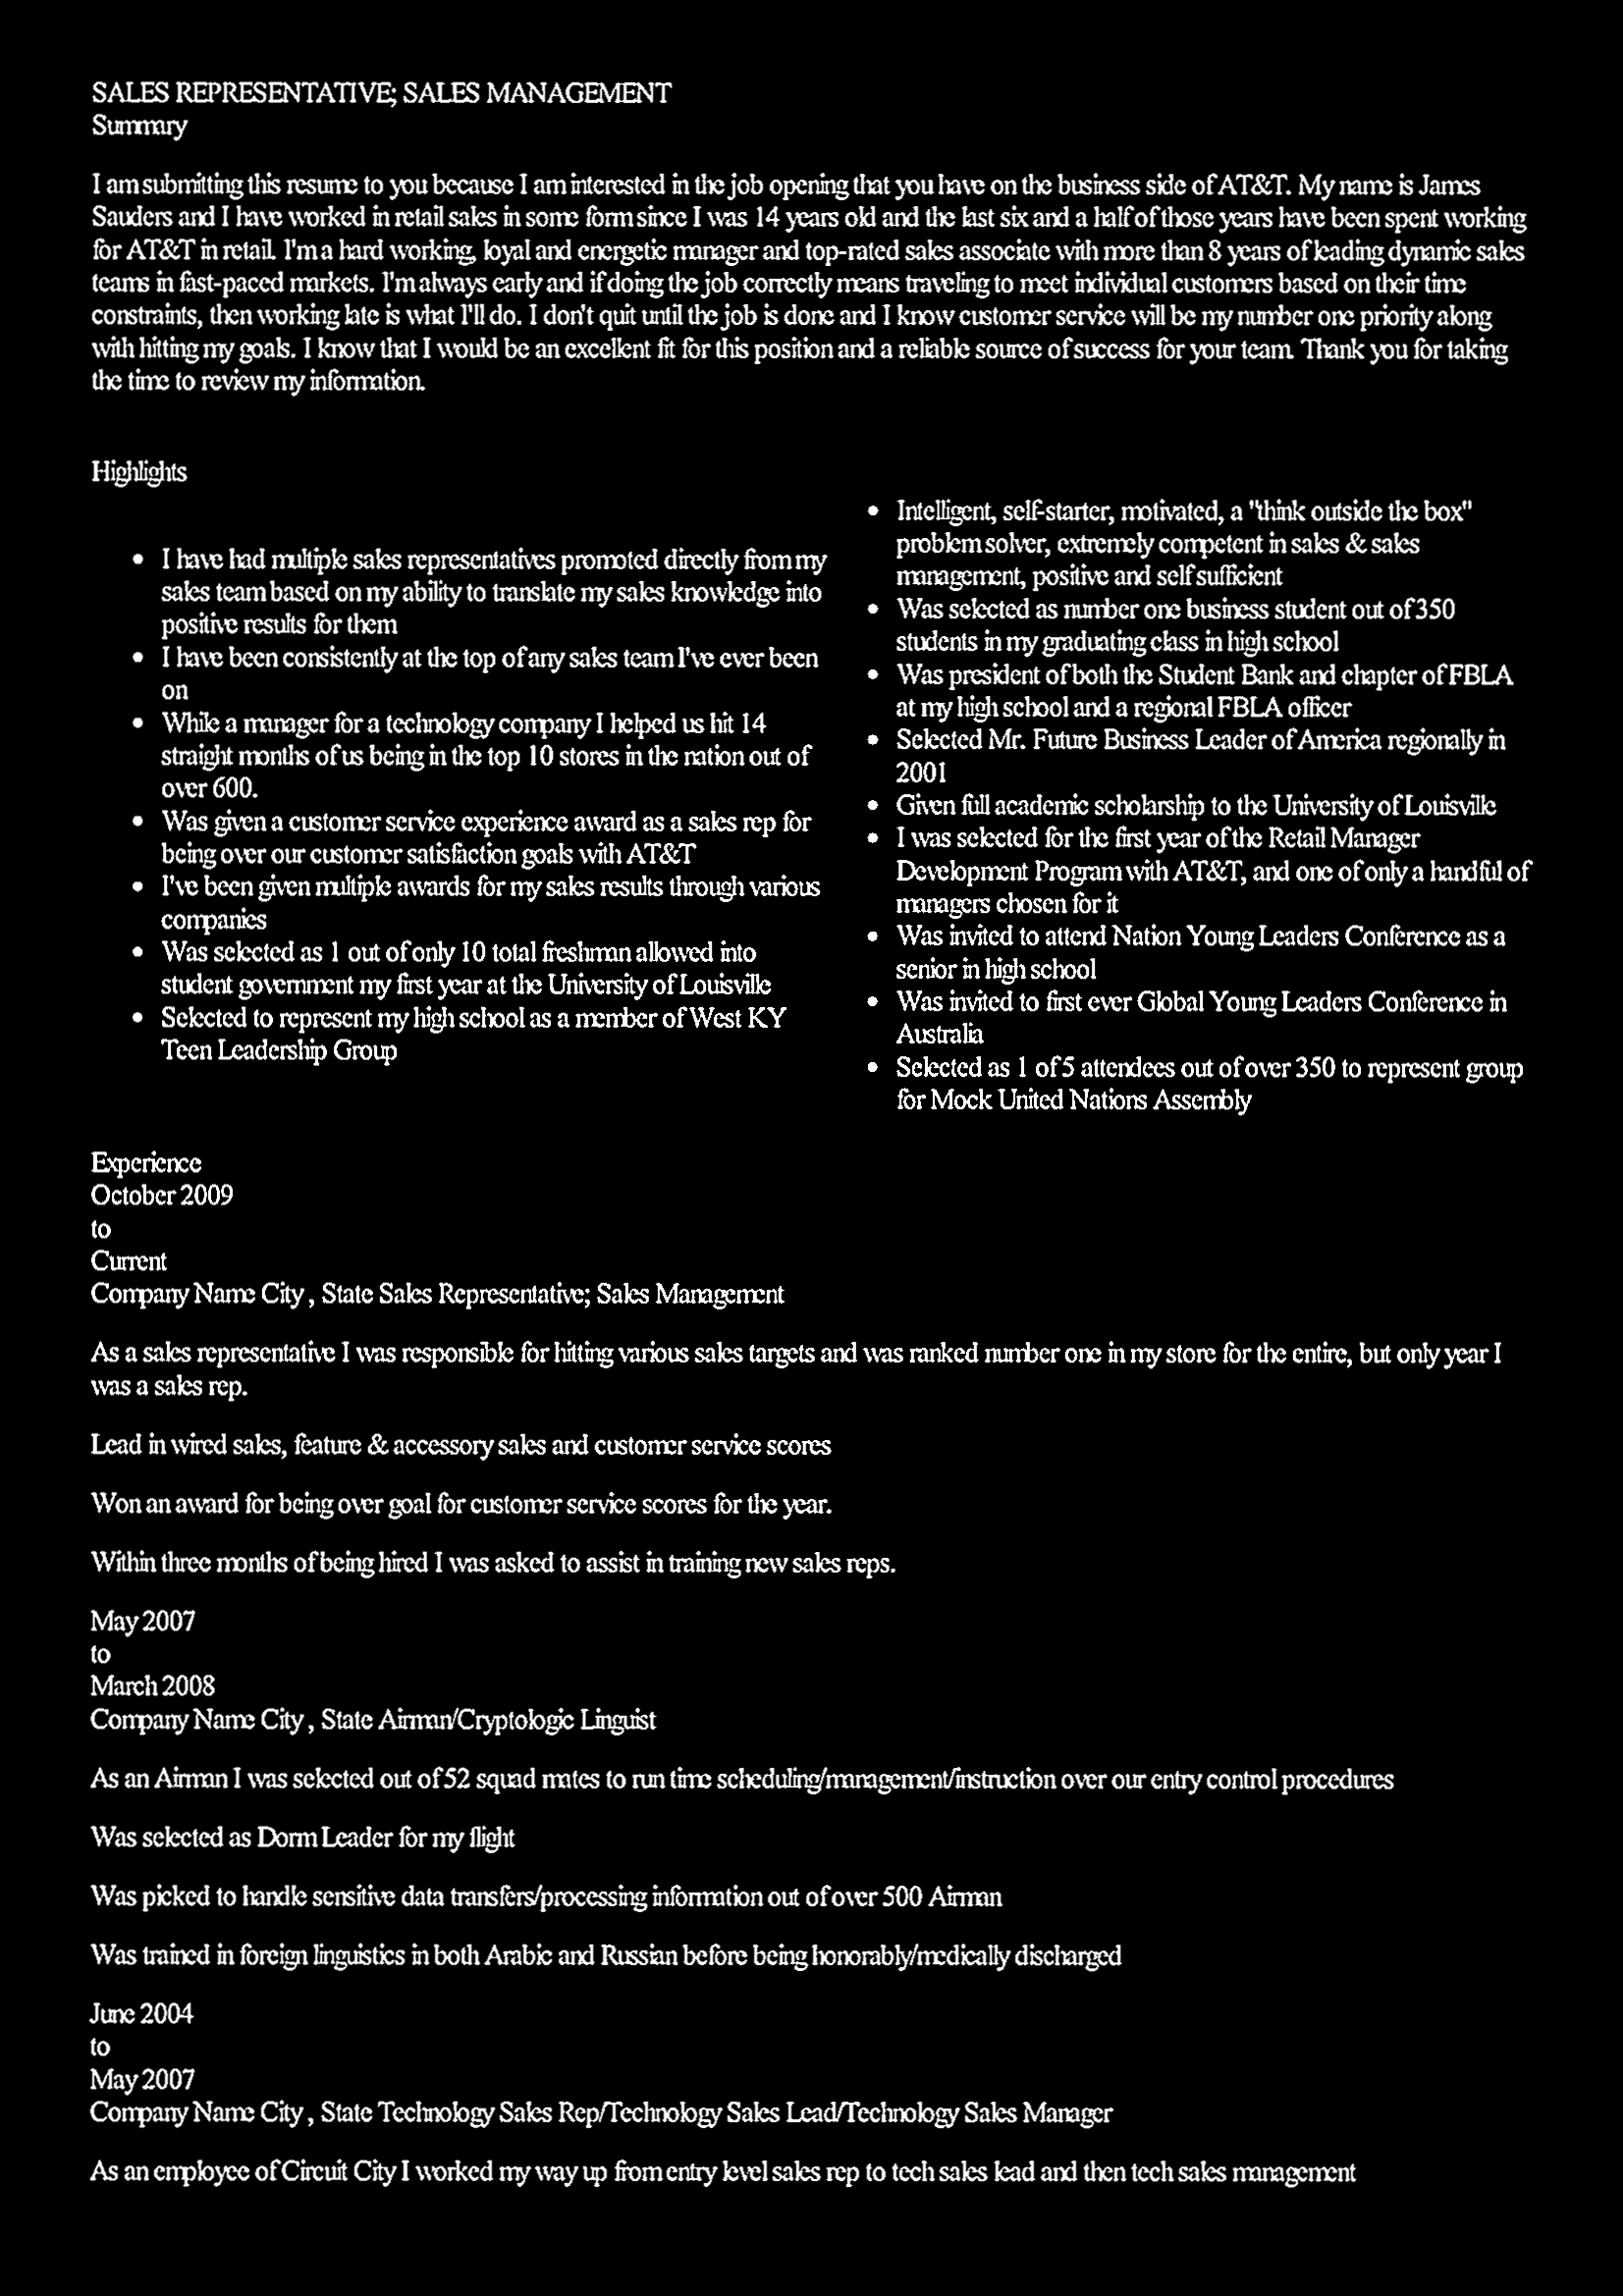 SALES REPRESENTATIVE; SALES MANAGEMENT
Summary
I am submitting this resume to you because I am interested in the job opening that you have on the business side of AT&T. My name is James
Sauders and I have worked in retail sales in some form since I was 14 years old and the last six and a half of those years have been spent working
for AT&T in retail. I'm a hard working, loyal and energetic manager and top-rated sales associate with more than 8 years of leading dynamic sales
teams in fast-paced markets. I'm always early and if doing the job correctly means traveling to meet individual customers based on their time
constraints, then working late is what I'll do. I don't quit until the job is done and I know customer service will be my number one priority along
with hitting my goals. I know that I would be an excellent fit for this position and a reliable source of success for your team. Thank you for taking
the time to review my information.
Highlights
• I have had multiple sales representatives promoted directly from my
sales team based on my ability to translate my sales knowledge into
positive results for them
• I have been consistently at the top of any sales team I've ever been
on
• While a manager for a technology company I helped us hit 14
straight months of us being in the top 10 stores in the nation out of
over 600.
• Was given a customer service experience award as a sales rep for
being over our customer satisfaction goals with AT&T
• I've been given multiple awards for my sales results through various
companies
• Was selected as 1 out of only 10 total freshman allowed into
student government my first year at the University of Louisville
• Selected to represent my high school as a member of West KY
Teen Leadership Group
• Intelligent, self-starter, motivated, a "think outside the box"
problem solver, extremely competent in sales & sales
management, positive and self sufficient
• Was selected as number one business student out of 350
students in my graduating class in high school
• Was president of both the Student Bank and chapter of FBLA
at my high school and a regional FBLA officer
• Selected Mr. Future Business Leader of America regionally in
2001
• Given full academic scholarship to the University of Louisville
• I was selected for the first year of the Retail Manager
Development Program with AT&T, and one of only a handful of
managers chosen for it
• Was invited to attend Nation Young Leaders Conference as a
senior in high school
• Was invited to first ever Global Young Leaders Conference in
Australia
• Selected as 1 of 5 attendees out of over 350 to represent group
for Mock United Nations Assembly
Experience
October 2009
to
Current
Company Name City , State Sales Representative; Sales Management
As a sales representative I was responsible for hitting various sales targets and was ranked number one in my store for the entire, but only year I
was a sales rep.
Lead in wired sales, feature & accessory sales and customer service scores
Won an award for being over goal for customer service scores for the year.
Within three months of being hired I was asked to assist in training new sales reps.
May 2007
to
March 2008
Company Name City , State Airman/Cryptologic Linguist
As an Airman I was selected out of 52 squad mates to run time scheduling/management/instruction over our entry control procedures
Was selected as Dorm Leader for my flight
Was picked to handle sensitive data transfers/processing information out of over 500 Airman
Was trained in foreign linguistics in both Arabic and Russian before being honorably/medically discharged
June 2004
to
May 2007
Company Name City , State Technology Sales Rep/Technology Sales Lead/Technology Sales Manager
As an employee of Circuit City I worked my way up from entry level sales rep to tech sales lead and then tech sales management